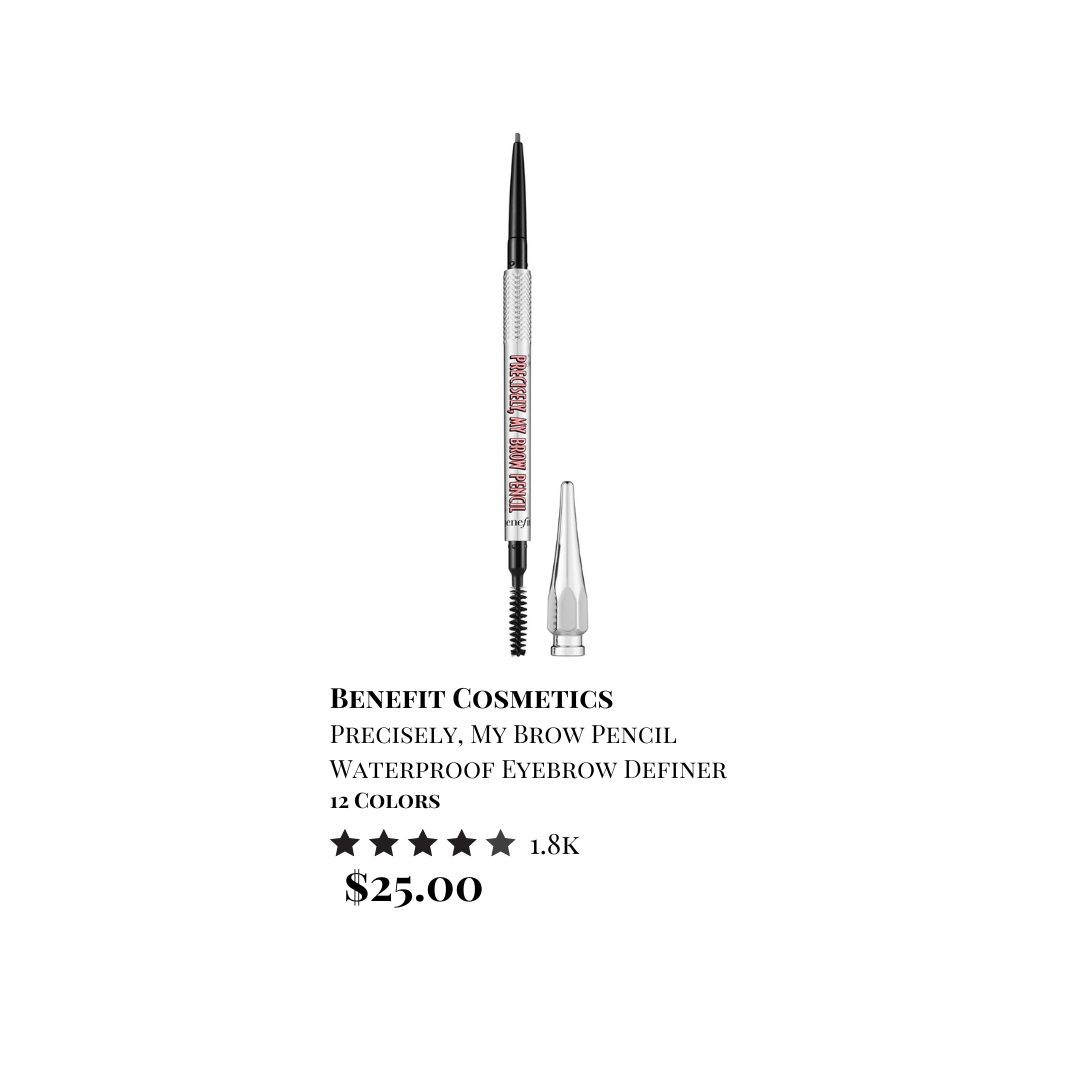 PRECISELY, MY BROW PENCIL
enefi
Benefit Cosmetics
Precisely, My Brow Pencil
Waterproof Eyebrow Definer
12 Colors
1.8K
$25.00